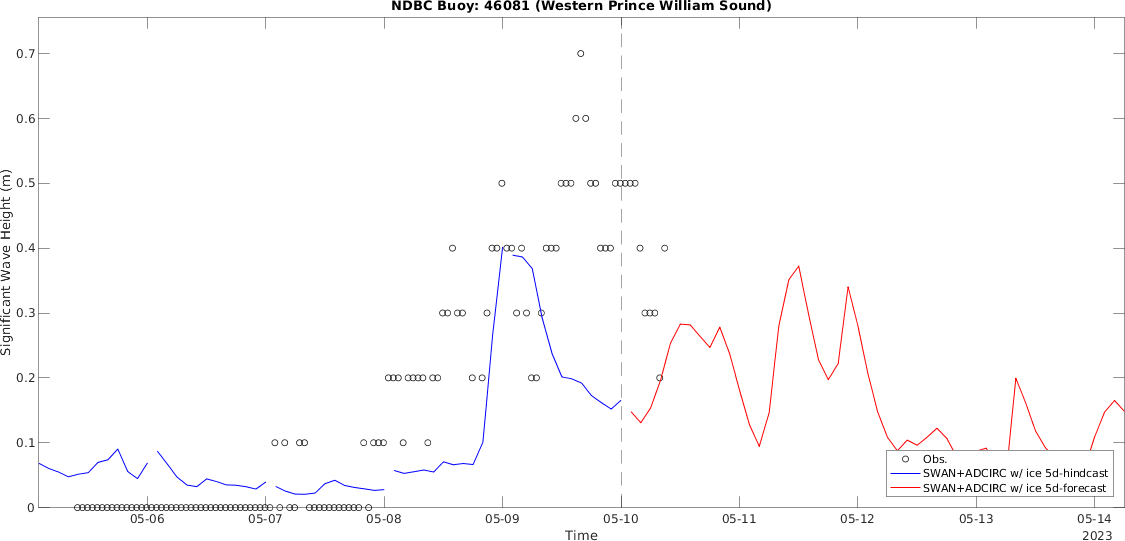 NDBC Buoy: 46081 (Western Prince William Sound)
Significant Wave Height (m)
0.7
0.6
0.5
0.4
0.3
0.2
0.1
0
Obs.
SWAN+ADCIRC w/ ice 5d-hindcast
SWAN+ADCIRC w/ ice 5d-forecast
05-06 05-07 05-08 05-09 05-10 05-11 05-12 05-13 05-14
Time
2023